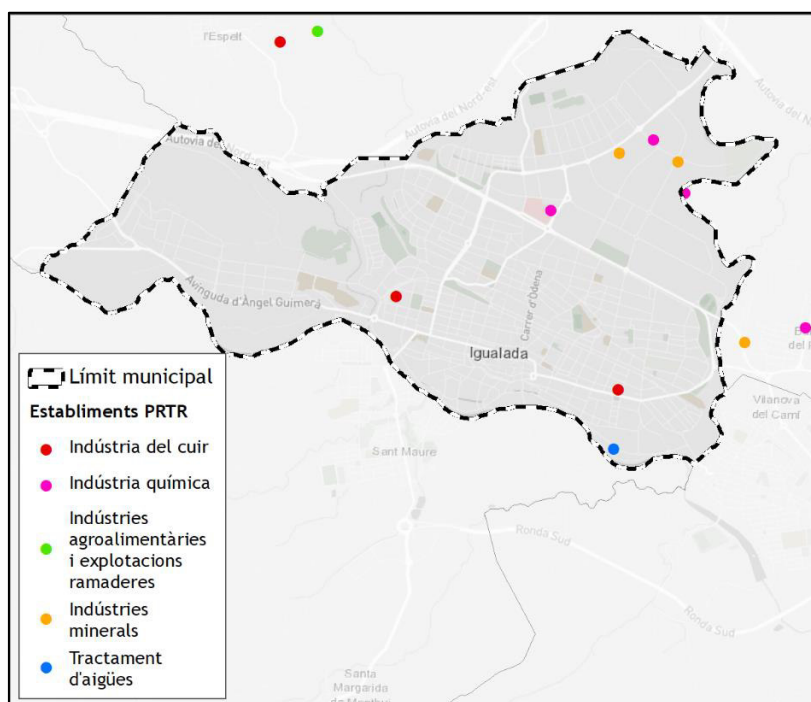 l'Espelt
Autovia del Nord-est
Autovia del Nord-est
Autovia del Nord-est
Avinguda d'Àngel Guimerà
Carrer d'Òdena
Igualada
Vilanova
del Camí
Sant Maure
Ronda Sud
Ronda Sud
Santa
Margarida
Límit municipal
Establiments PRTR
Indústria del cuir
Indústria química
Indústries
agroalimentàries
i explotacions
ramaderes
Indústries
minerals
Tractament
d'aigües